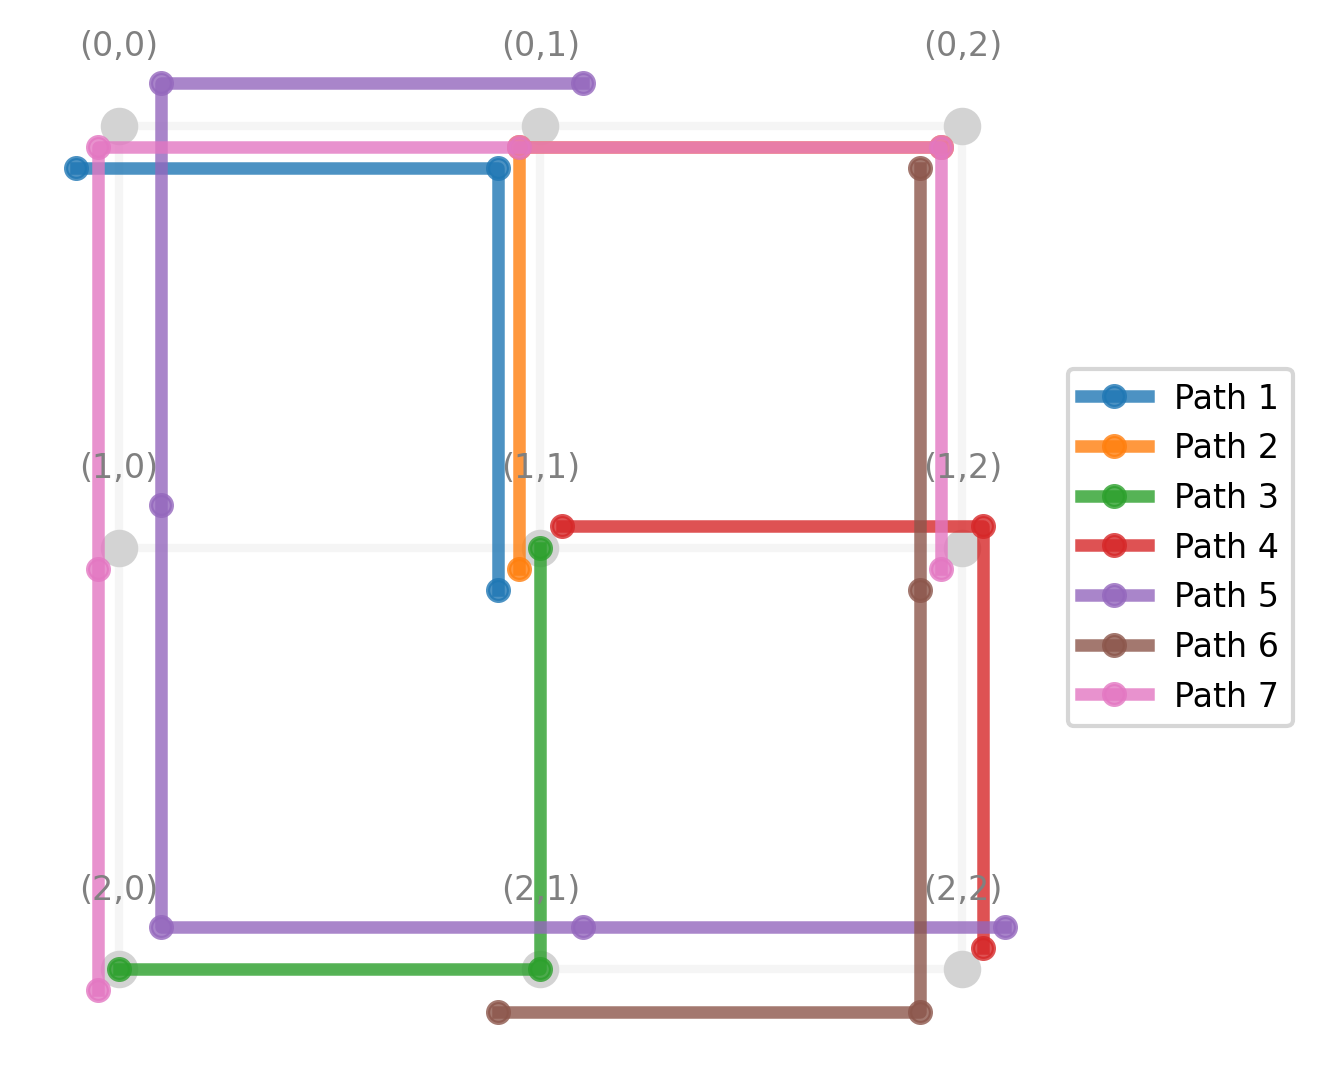 (0,0) (0,1) (0,2)
(1,0) (1,1) (1,2)
(2,0) (2,1) (2,2)
Path 1
Path 2
Path 3
Path 4
Path 5
Path 6
Path 7